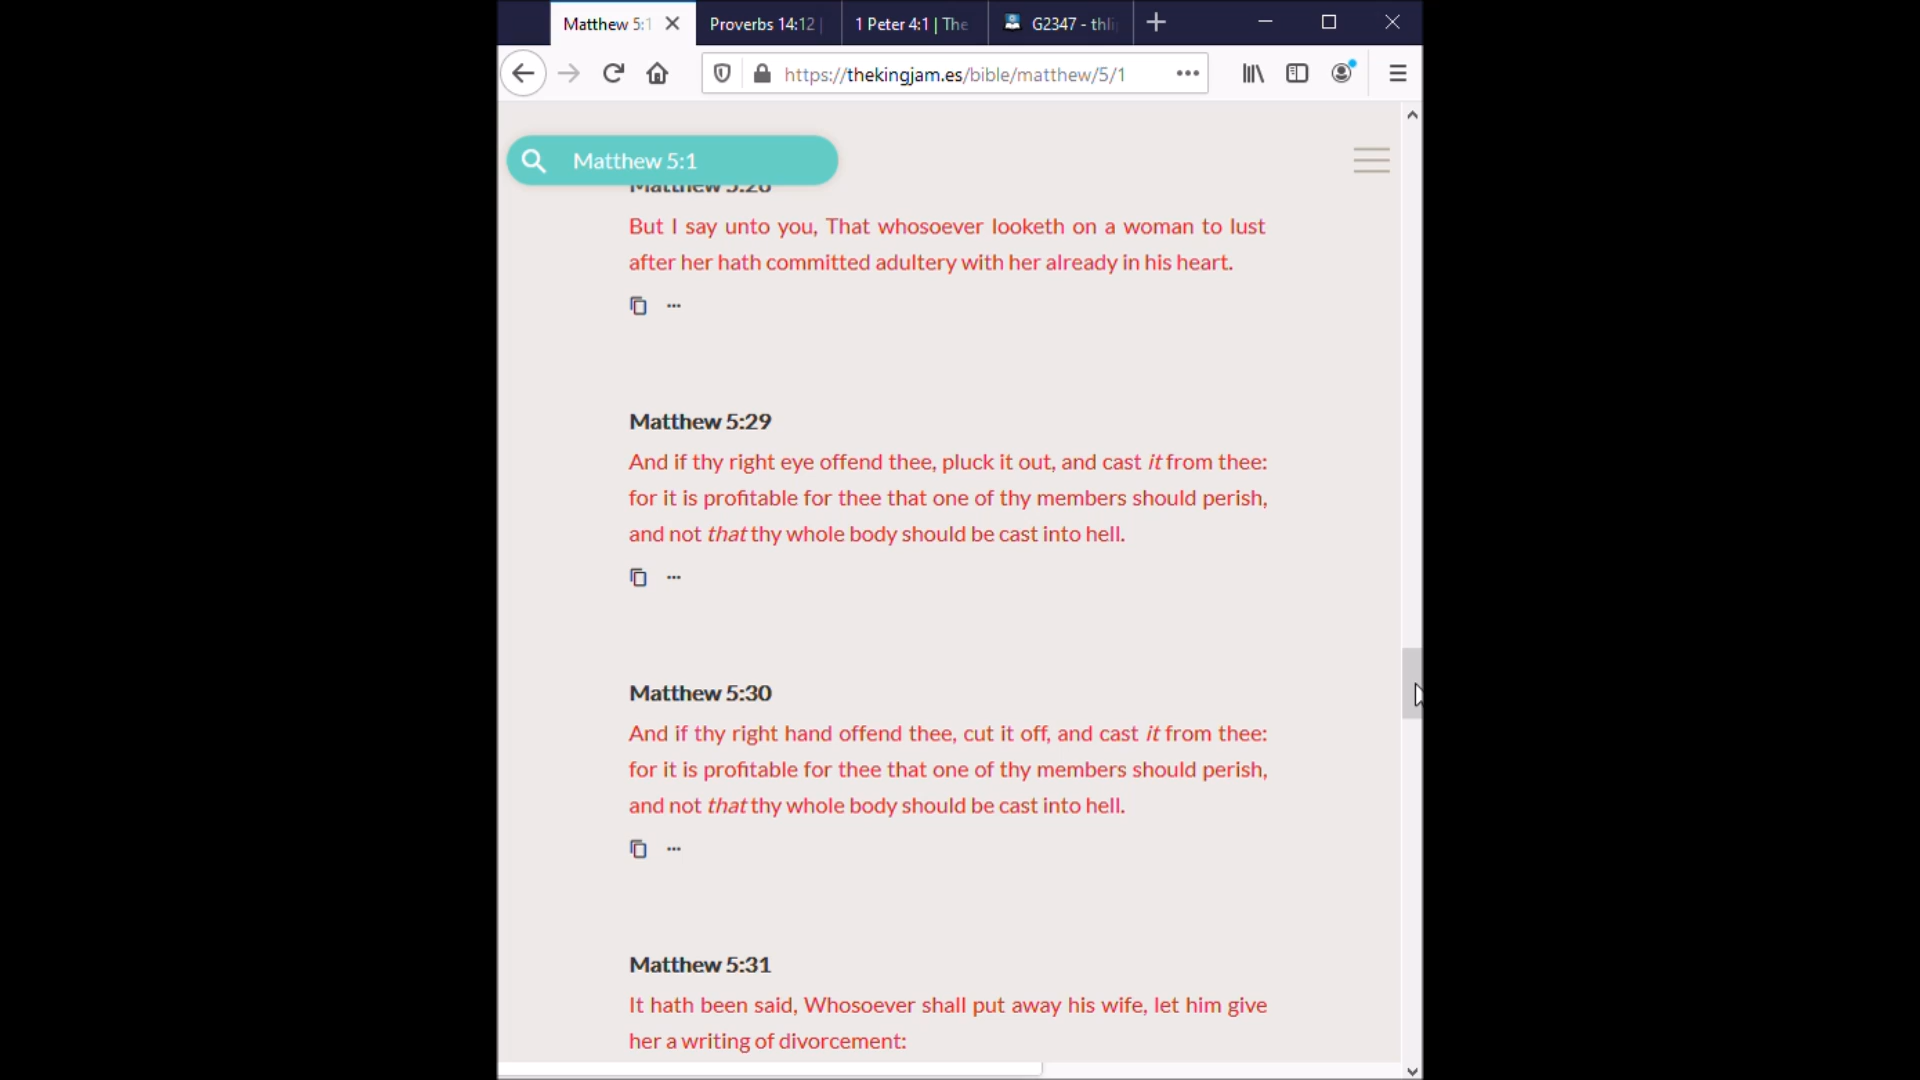 Matthew 5:1
Proverbs 14:12 |
1 Peter 4:1 | The
G2347 - thli
https://thekingjam.es/bible/matthew/5/1
Matthew 5:1
Matthew 5:28
But I say unto you, That whosoever looketh on a woman to lust
after her hath committed adultery with her already in his heart.
Matthew 5:29
And if thy right eye offend thee, pluck it out, and cast it from thee:
for it is profitable for thee that one of thy members should perish,
and not that thy whole body should be cast into hell.
Matthew 5:30
And if thy right hand offend thee, cut it off, and cast it from thee:
for it is profitable for thee that one of thy members should perish,
and not that thy whole body should be cast into hell.
Matthew 5:31
It hath been said, Whosoever shall put away his wife, let him give
her a writing of divorcement: